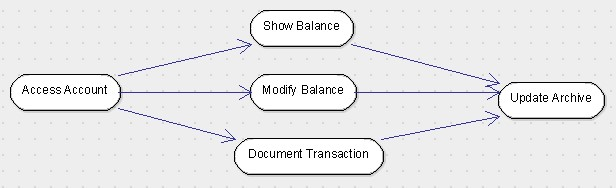 Show Balance
Access Account
Modify Balance
Update Archive
Document Transaction